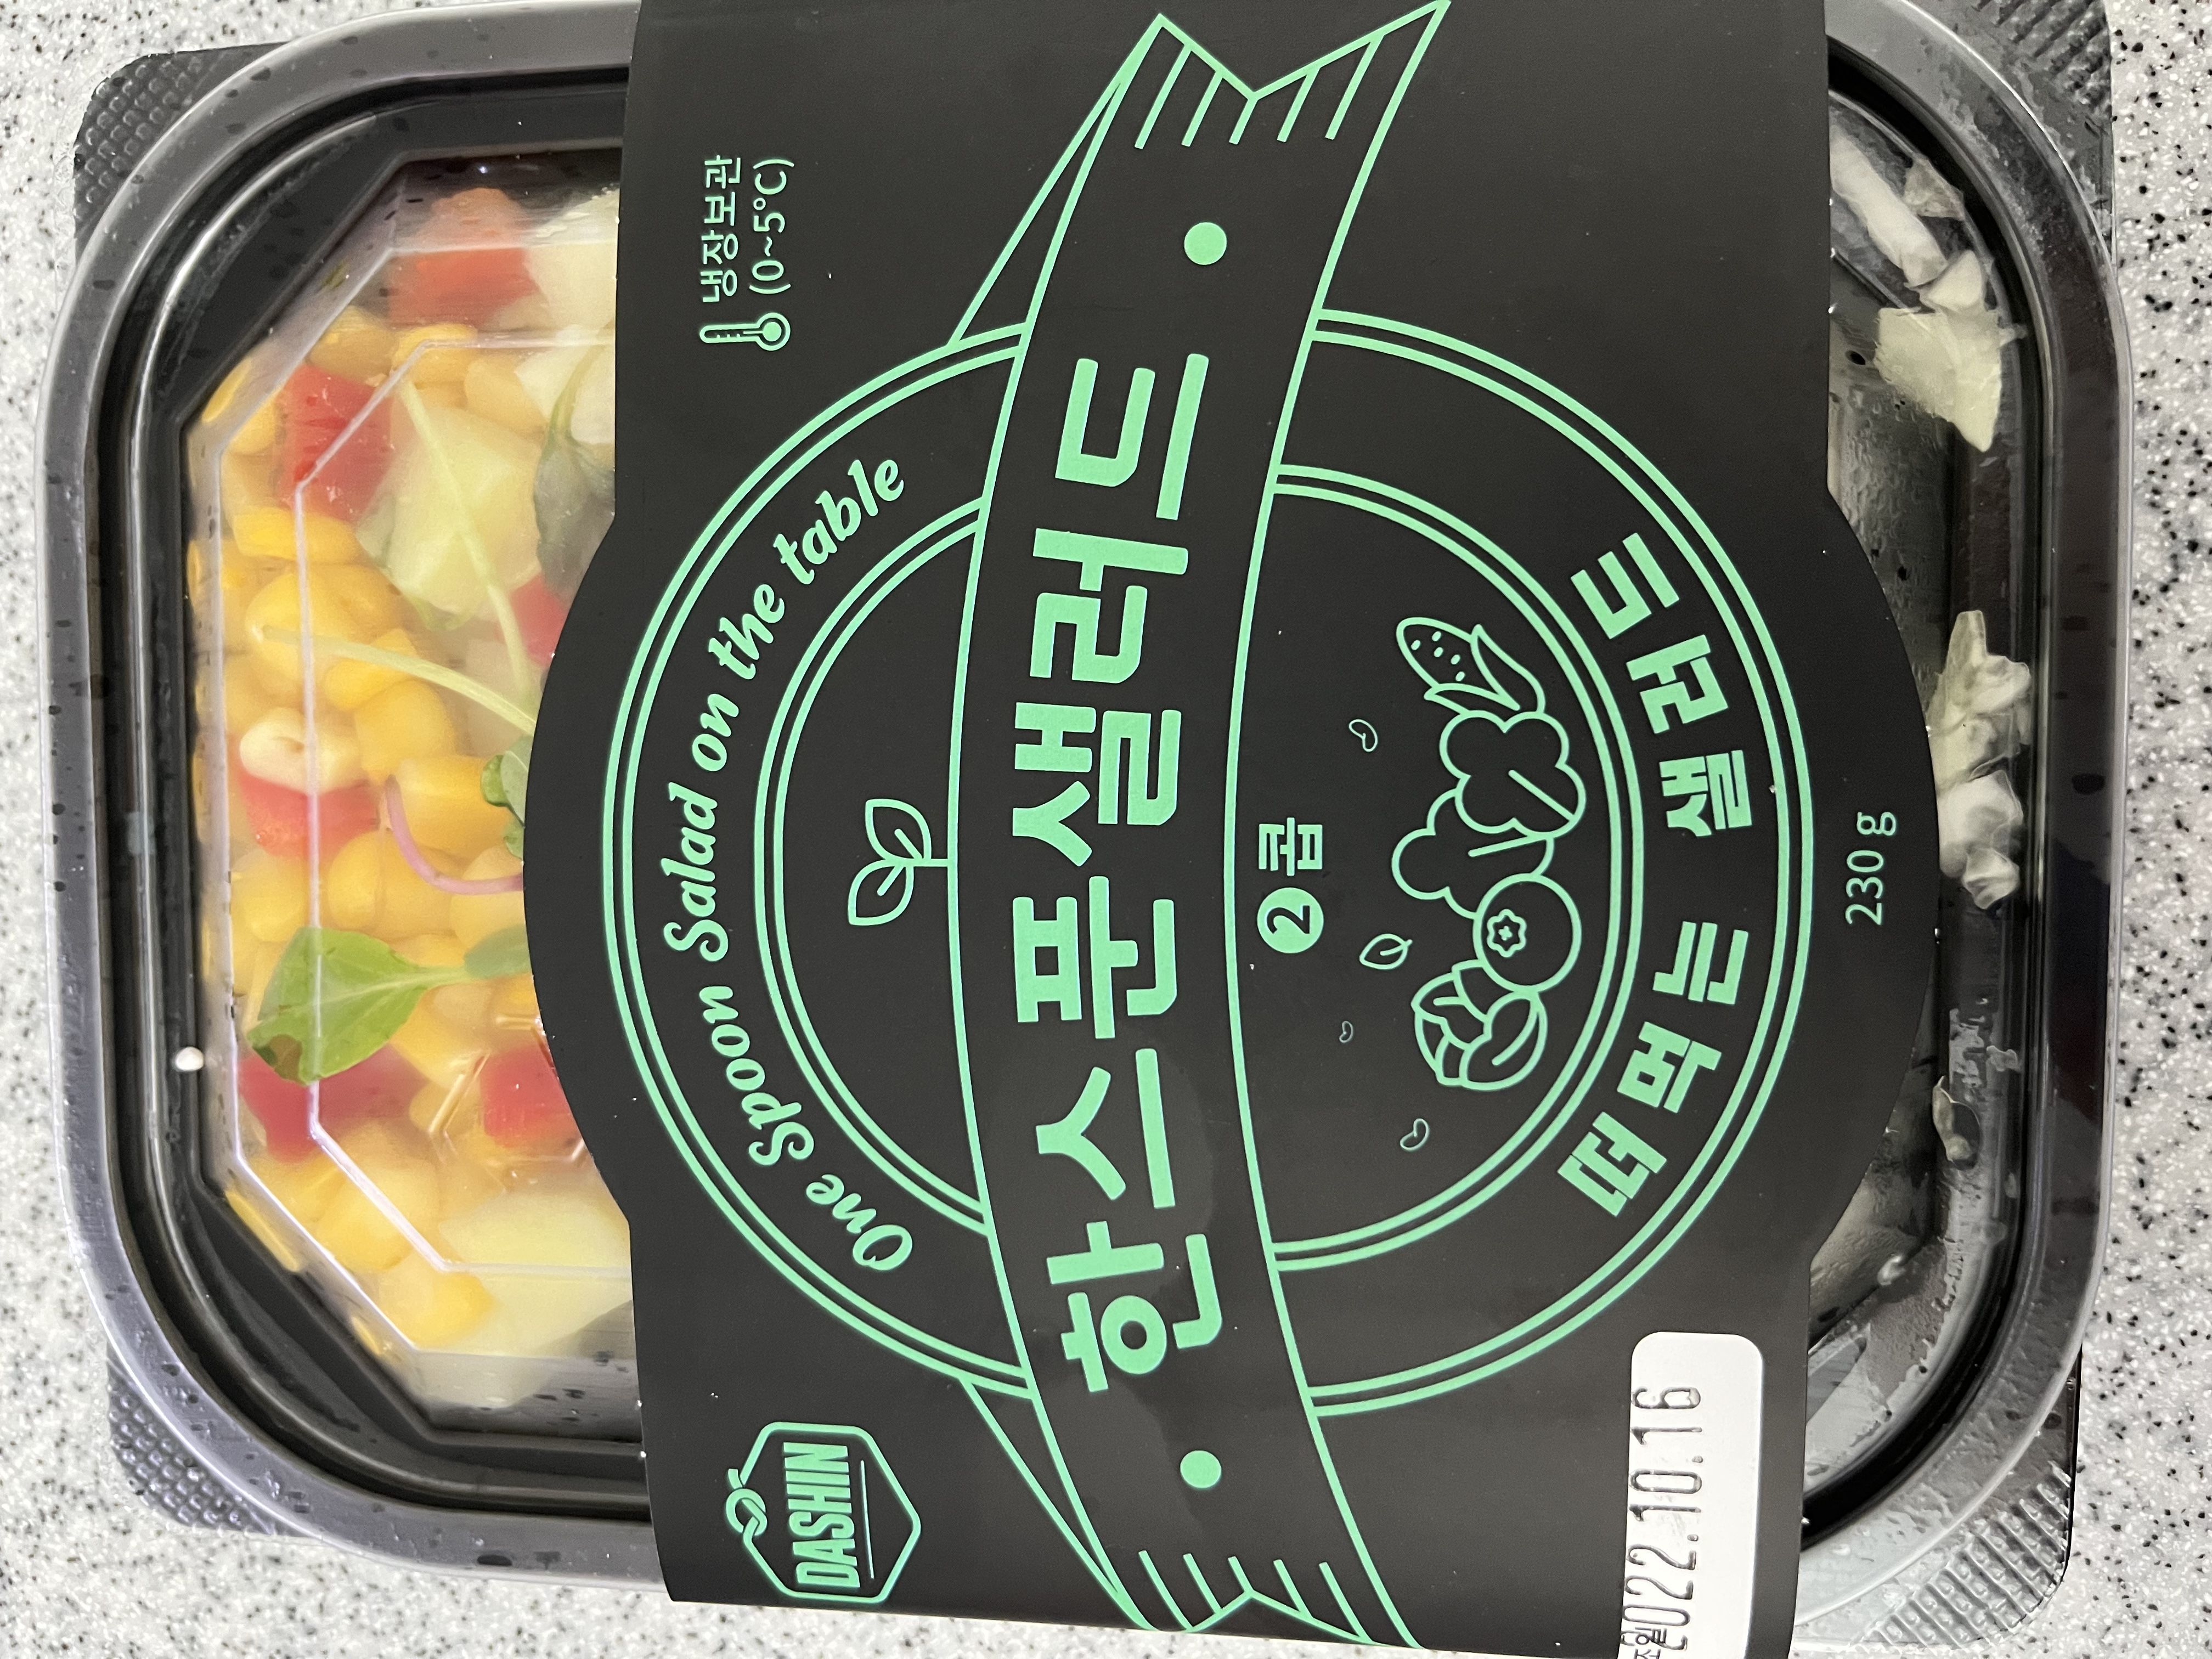 DASHIN
냉장보관
(0~5°C)
One Spoon Salad on the table
한스푼샐러드
2컵
떠먹는 샐러드
2022.10.16
230 g